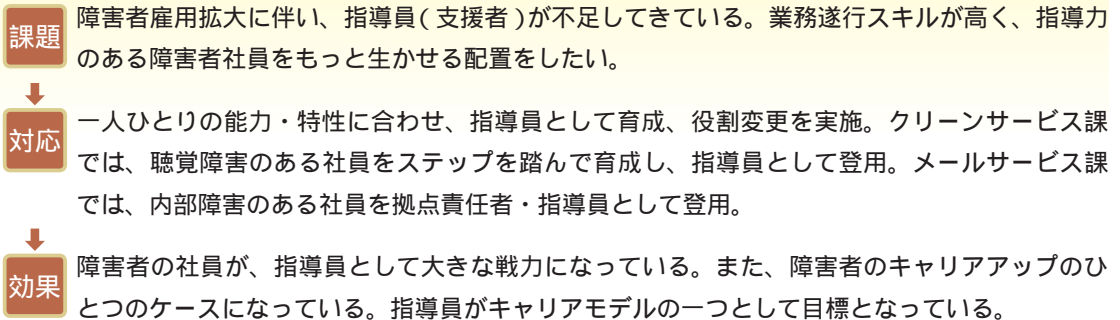 課題
障害者雇用拡大に伴い、指導員(支援者)が不足してきている。業務遂行スキルが高く、指導力
のある障害者社員をもっと生かせる配置をしたい。
対応
一人ひとりの能力・特性に合わせ、指導員として育成、役割変更を実施。クリーンサービス課
では、聴覚障害のある社員をステップを踏んで育成し、指導員として登用。メールサービス課
では、内部障害のある社員を拠点責任者・指導員として登用。
効果
障害者の社員が、指導員として大きな戦力になっている。また、障害者のキャリアアップのひ
とつのケースになっている。指導員がキャリアモデルの一つとして目標となっている。